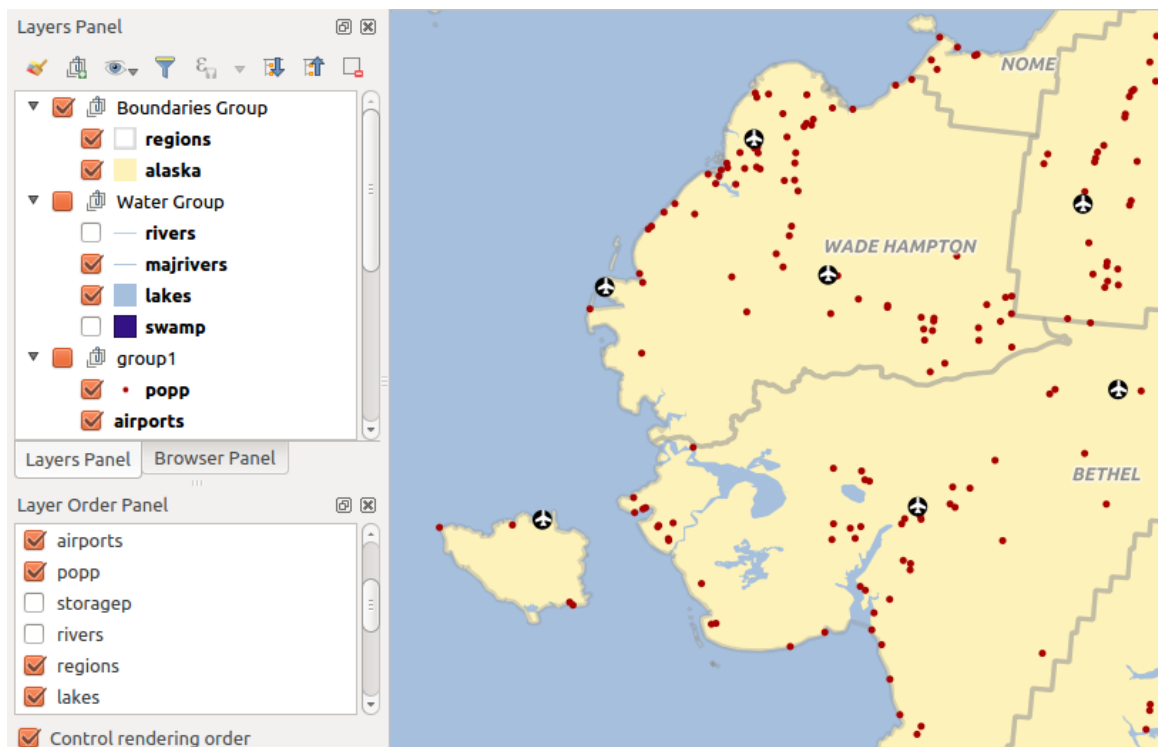 Layers Panel
Boundaries Group
regions
alaska
Water Group
rivers
majrivers
lakes
swamp
group1
popp
airports
Layers Panel
Browser Panel
Layer Order Panel
airports
popp
storagep
rivers
regions
lakes
Control rendering order
NOME
WADE HAMPTON
BETHEL